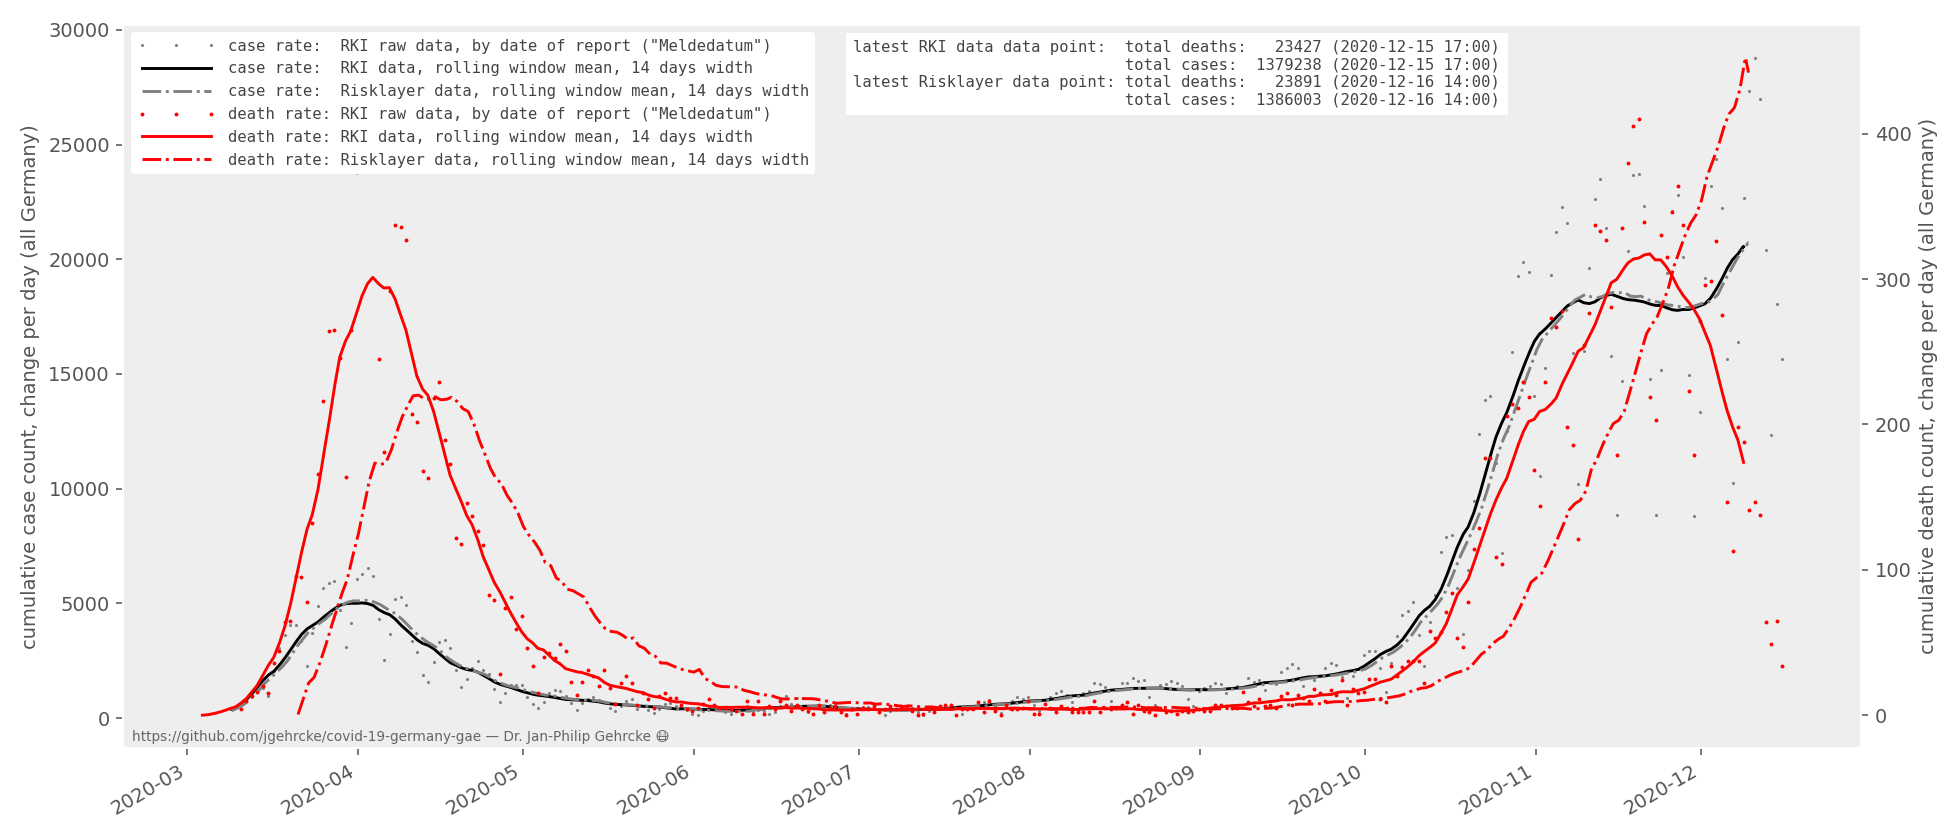 30000
25000
20000
15000
10000
5000
0
cumulative case count, change per day (all Germany)
case rate:  RKI raw data, by date of report ("Meldedatum")
case rate:  RKI data, rolling window mean, 14 days width
case rate:  Risklayer data, rolling window mean, 14 days width
death rate: RKI raw data, by date of report ("Meldedatum")
death rate: RKI data, rolling window mean, 14 days width
death rate: Risklayer data, rolling window mean, 14 days width
latest RKI data data point:  total deaths:   23427 (2020-12-15 17:00)
total cases:  1379238 (2020-12-15 17:00)
latest Risklayer data point: total deaths:   23891 (2020-12-16 14:00)
total cases:  1386003 (2020-12-16 14:00)
400
300
200
100
0
cumulative death count, change per day (all Germany)
https://github.com/jgehrcke/covid-19-germany-gae — Dr. Jan-Philip Gehrcke 😷
2020-03
2020-04
2020-05
2020-06
2020-07
2020-08
2020-09
2020-10
2020-11
2020-12